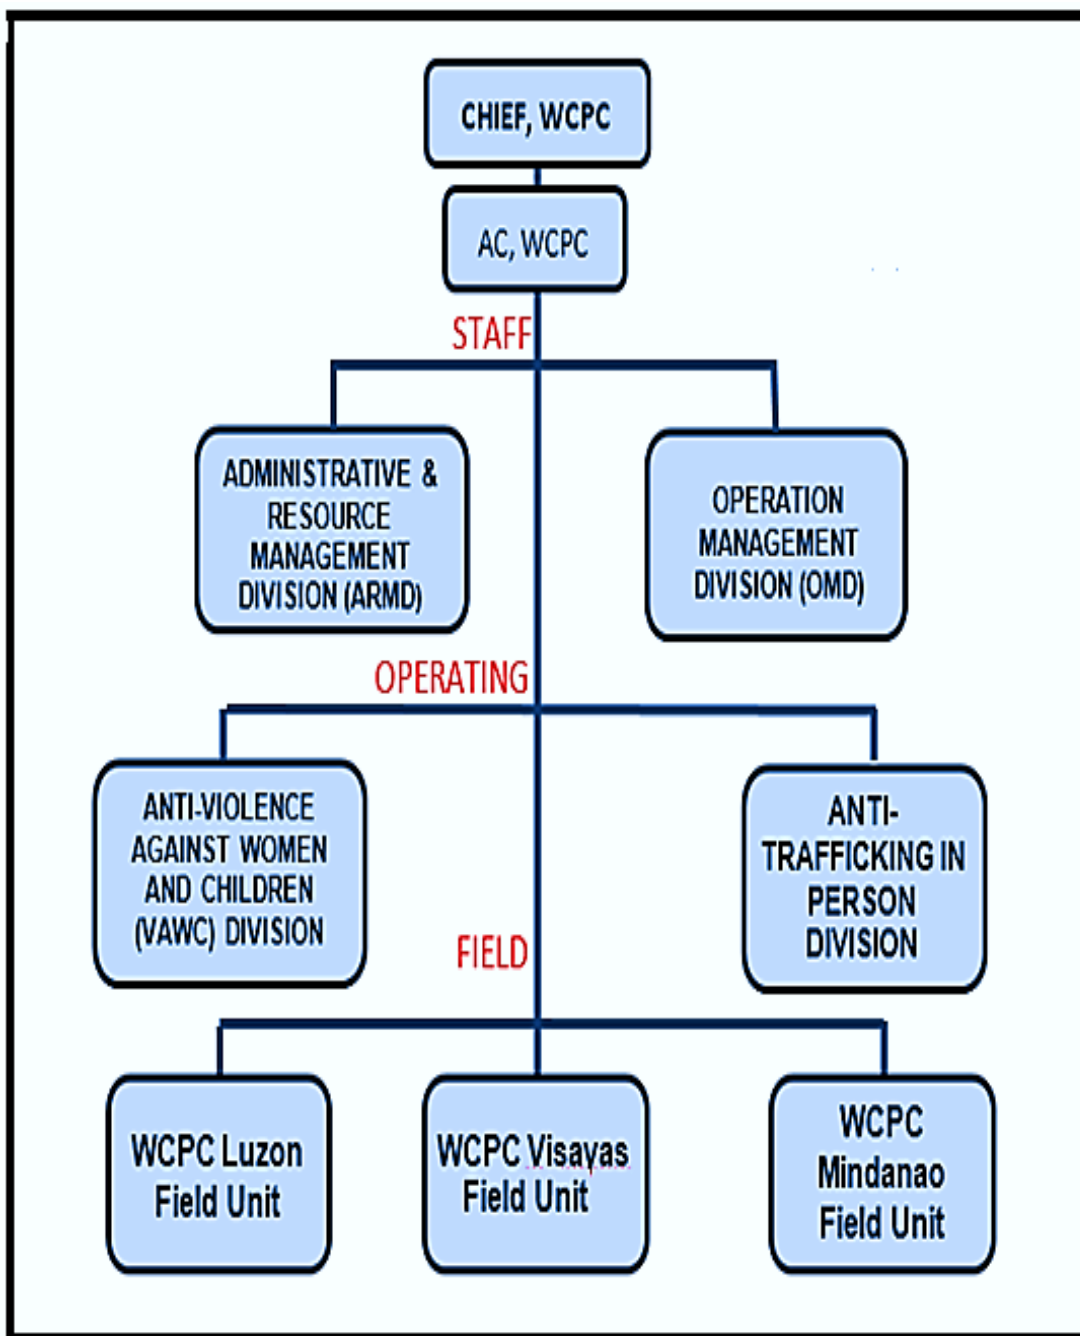 CHIEF, WCPC
AC, WCPC
STAFF
ADMINISTRATIVE &
RESOURCE
MANAGEMENT
DIVISION (ARMD)
OPERATION
MANAGEMENT
DIVISION (OMD)
OPERATING
ANTI-VIOLENCE
AGAINST WOMEN
AND CHILDREN
(VAWC) DIVISION
ANTI-
TRAFFICKING IN
PERSON
DIVISION
FIELD
WCPC Luzon
Field Unit
WCPC Visayas
Field Unit
WCPC
Mindanao
Field Unit